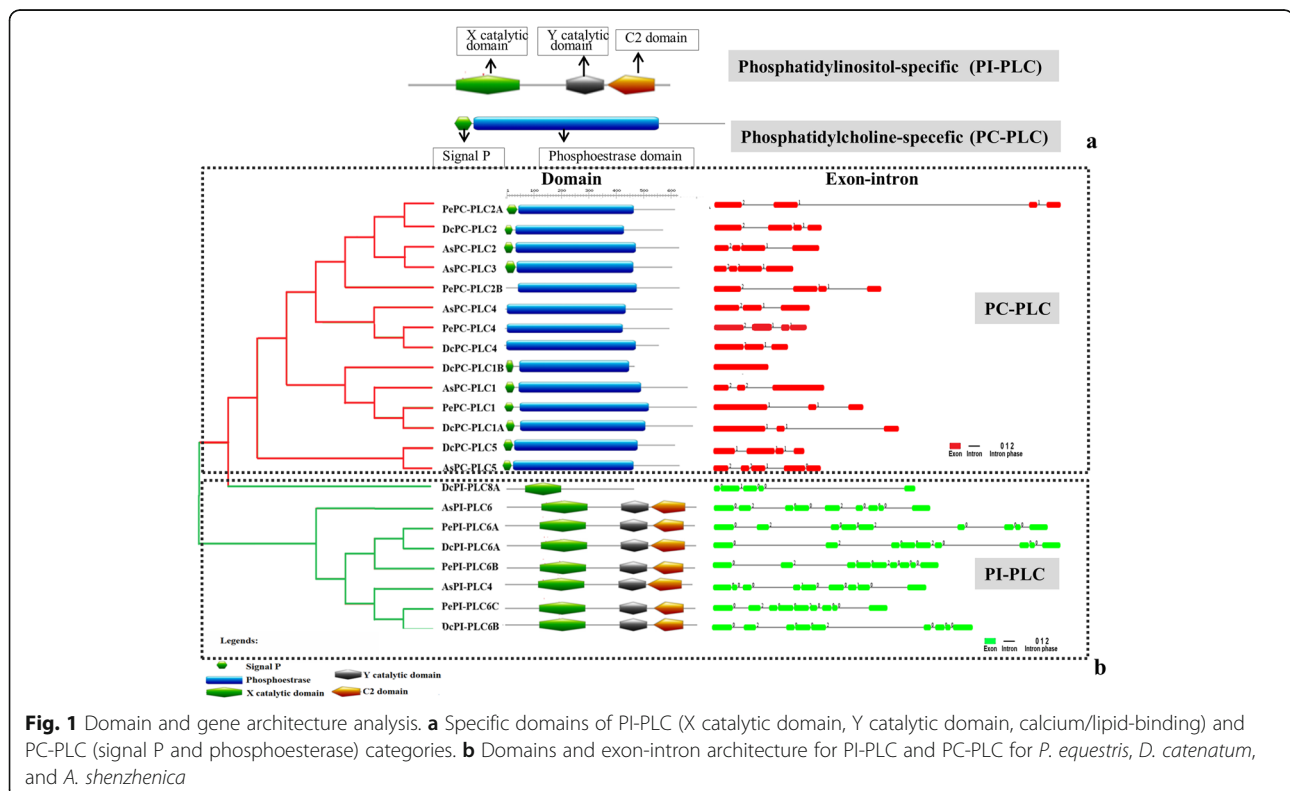 X catalytic
domain
Y catalytic
domain
C2 domain
Phosphatidylinositol-specific (PI-PLC)
Phosphatidylcholine-specefic (PC-PLC)
Signal P
Phosphoestrase domain
a
Domain
Exon-intron
0 100 200 300 400 500 600
PePC-PLC2A
DcPC-PLC2
AsPC-PLC2
AsPC-PLC3
PePC-PLC2B
AsPC-PLC4
PePC-PLC4
DcPC-PLC4
DcPC-PLC1B
AsPC-PLC1
PePC-PLC1
DcPC-PLC1A
DcPC-PLC5
AsPC-PLC5
PC-PLC
Exon Intron 0 1 2 Intron phase
DcPI-PLC8A
AsPI-PLC6
PePI-PLC6A
DcPI-PLC6A
PePI-PLC6B
AsPI-PLC4
PePI-PLC6C
DcPI-PLC6B
PI-PLC
Exon Intron 0 1 2 Intron phase
Legends:
Signal P
Phosphoestrase
X catalytic domain
Y catalytic domain
C2 domain
b
Fig. 1 Domain and gene architecture analysis. a Specific domains of PI-PLC (X catalytic domain, Y catalytic domain, calcium/lipid-binding) and
PC-PLC (signal P and phosphoesterase) categories. b Domains and exon-intron architecture for PI-PLC and PC-PLC for P. equestris, D. catenatum,
and A. shenzhenica